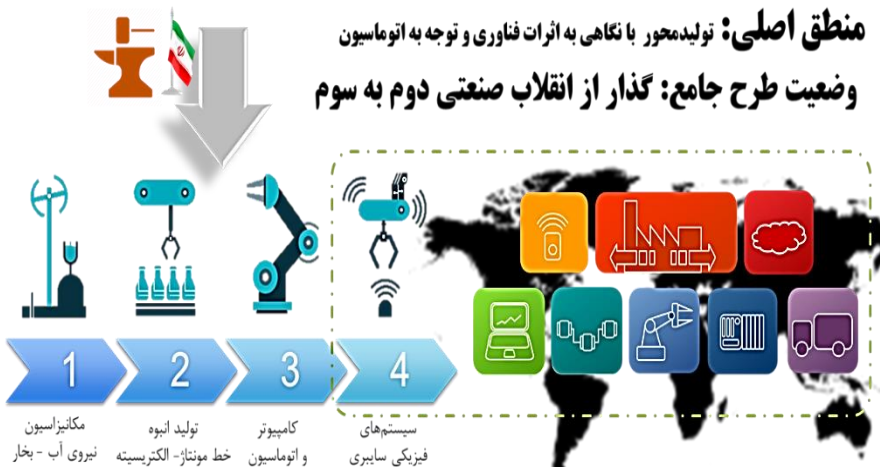 منطق اصلی: تولیدمحور با نگاهی به اثرات فناوری و توجه به اتوماسیون
وضعیت طرح جامع: گذار از انقلاب صنعتی دوم به سوم
1
2
3
4
مکانیزاسیون
نیروی آب - بخار
تولید انبوه
خط مونتاژ- الکتریسیته
کامپیوتر
و اتوماسیون
سیستم‌های
فیزیکی سایبری